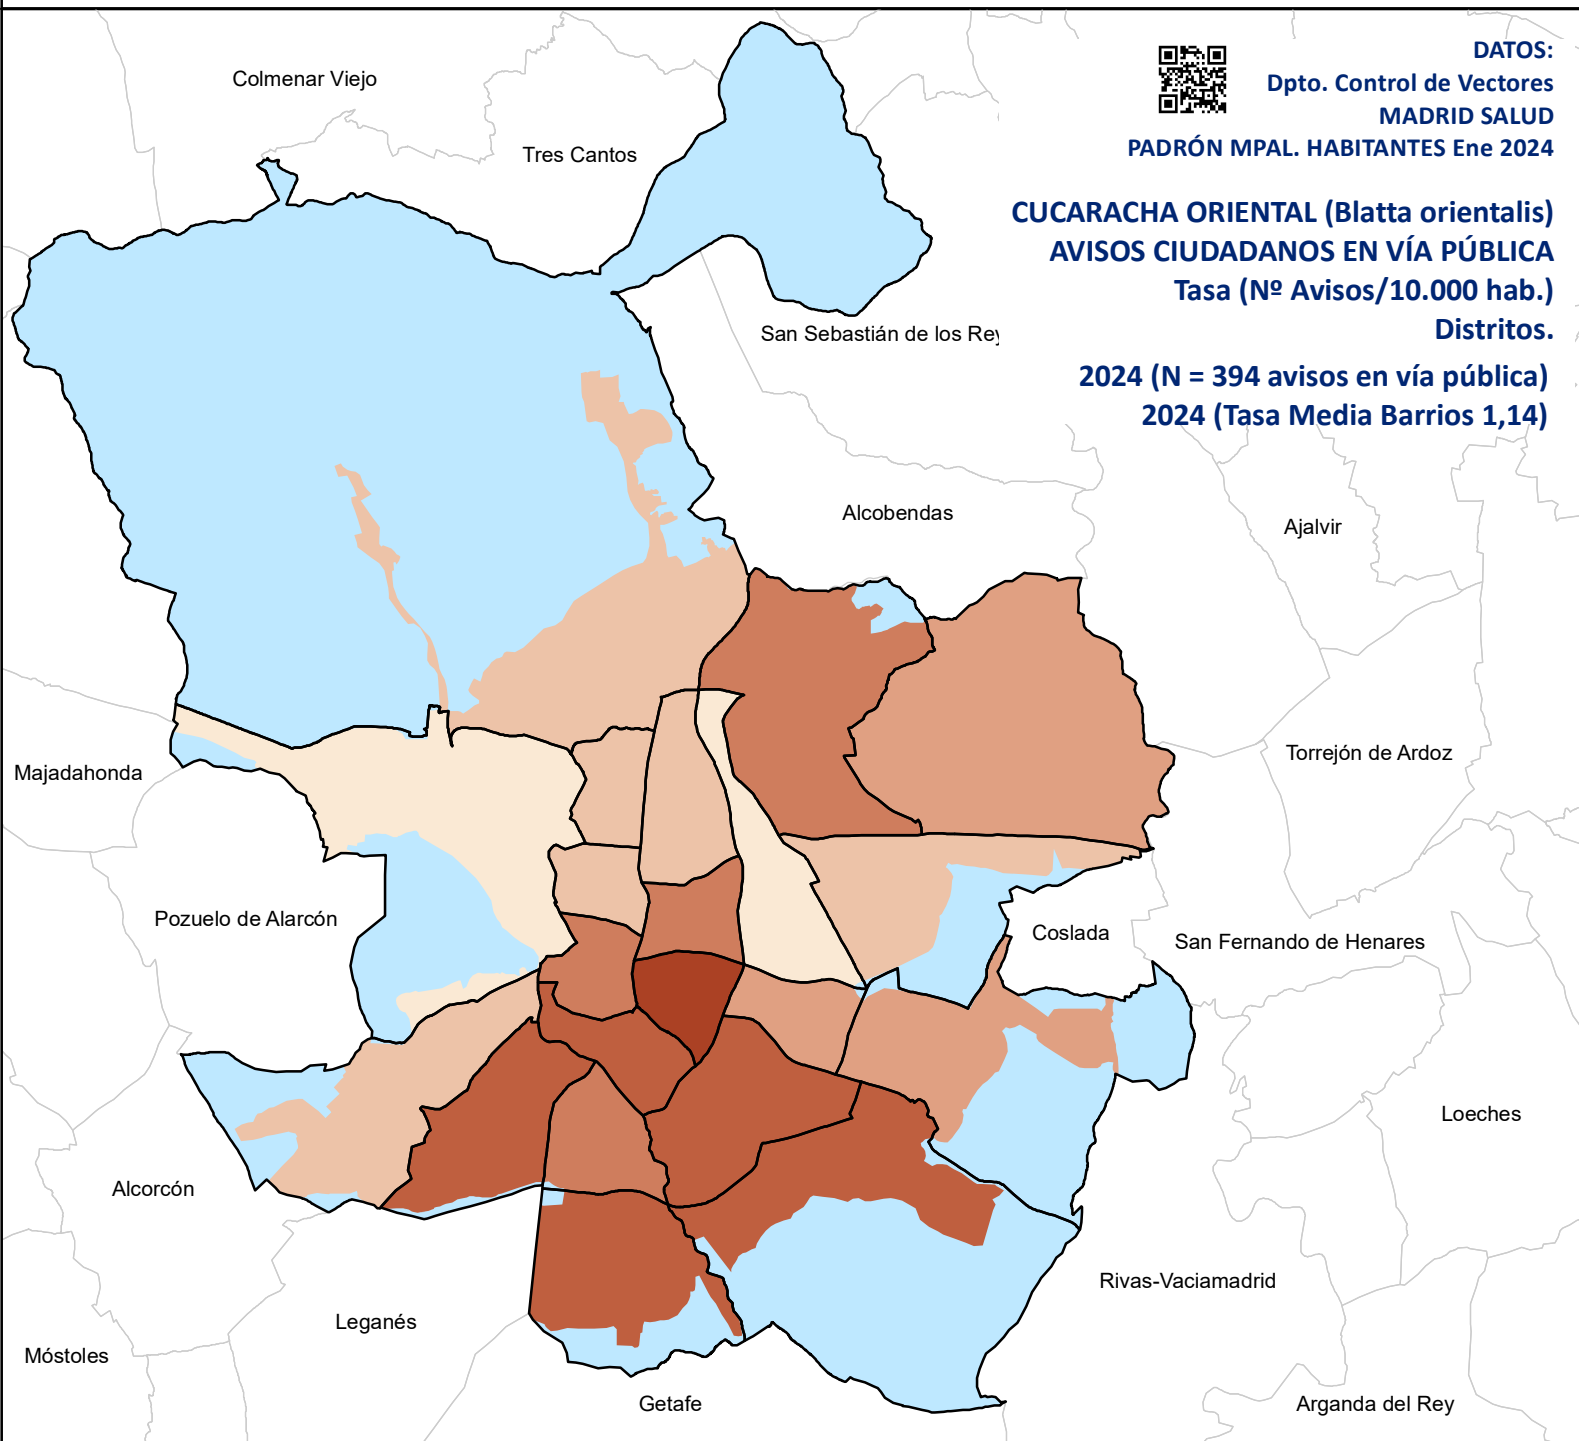 DATOS:
Dpto. Control de Vectores
MADRID SALUD
PADRÓN MPAL. HABITANTES Ene 2024
CUCARACHA ORIENTAL (Blatta orientalis)
AVISOS CIUDADANOS EN VÍA PÚBLICA
Tasa (Nº Avisos/10.000 hab.)
Distritos.
2024 (N = 394 avisos en vía pública)
2024 (Tasa Media Barrios 1,14)
Colmenar Viejo
Tres Cantos
San Sebastián de los Rey
Alcobendas
Ajalvir
Majadahonda
Torrejón de Ardoz
Pozuelo de Alarcón
Coslada
San Fernando de Henares
Loeches
Alcorcón
Rivas-Vaciamadrid
Leganés
Móstoles
Getafe
Arganda del Rey